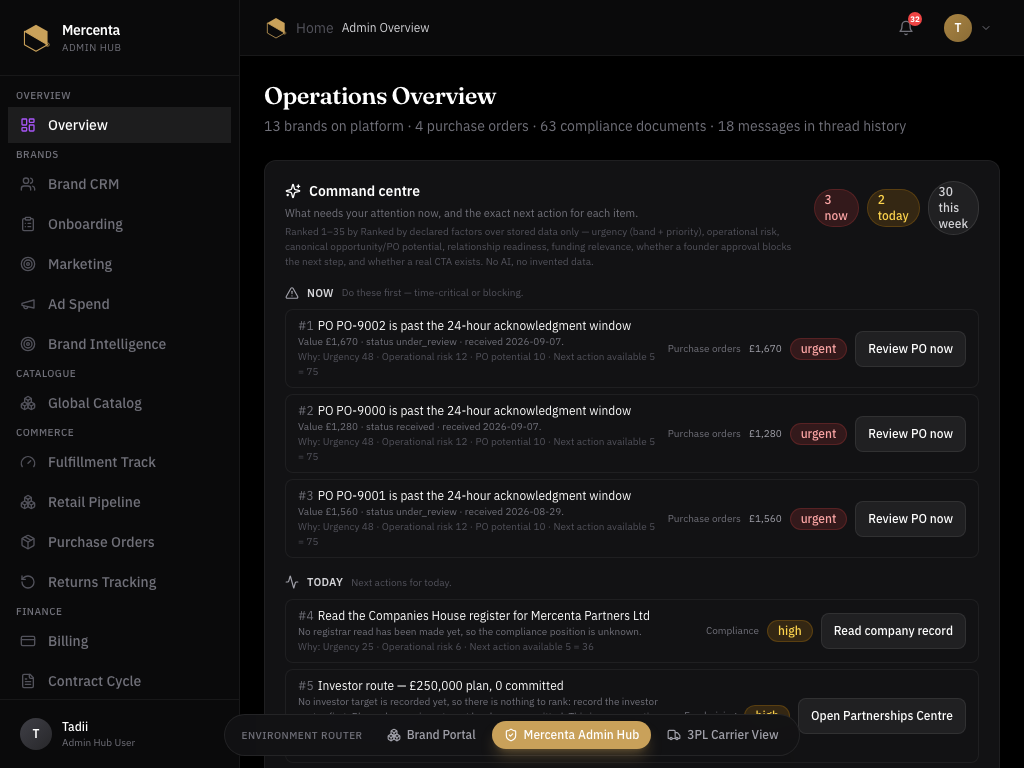 Mercenta
ADMIN HUB
OVERVIEW
Overview
BRANDS
Brand CRM
Onboarding
Marketing
Ad Spend
Brand Intelligence
CATALOGUE
Global Catalog
COMMERCE
Fulfillment Track
Retail Pipeline
Purchase Orders
Returns Tracking
FINANCE
Billing
Contract Cycle
T
Tadii
Admin Hub User
Home Admin Overview
32
T
Operations Overview
13 brands on platform · 4 purchase orders · 63 compliance documents · 18 messages in thread history
Command centre
What needs your attention now, and the exact next action for each item.
Ranked 1–35 by Ranked by declared factors over stored data only — urgency (band + priority), operational risk,
canonical opportunity/PO potential, relationship readiness, funding relevance, whether a founder approval blocks
the next step, and whether a real CTA exists. No AI, no invented data.
3
now
2
today
30
this
week
NOW Do these first — time-critical or blocking.
#1 PO PO-9002 is past the 24-hour acknowledgment window
Value £1,670 · status under_review · received 2026-09-07.
Why: Urgency 48 · Operational risk 12 · PO potential 10 · Next action available 5
= 75
Purchase orders £1,670 urgent Review PO now
#2 PO PO-9000 is past the 24-hour acknowledgment window
Value £1,280 · status received · received 2026-09-07.
Why: Urgency 48 · Operational risk 12 · PO potential 10 · Next action available 5
= 75
Purchase orders £1,280 urgent Review PO now
#3 PO PO-9001 is past the 24-hour acknowledgment window
Value £1,560 · status under_review · received 2026-08-29.
Why: Urgency 48 · Operational risk 12 · PO potential 10 · Next action available 5
= 75
Purchase orders £1,560 urgent Review PO now
TODAY Next actions for today.
#4 Read the Companies House register for Mercenta Partners Ltd
No registrar read has been made yet, so the compliance position is unknown.
Why: Urgency 25 · Operational risk 6 · Next action available 5 = 36
Compliance high Read company record
#5 Investor route — £250,000 plan, 0 committed
No investor target is recorded yet, so there is nothing to rank: record the investor
high Open Partnerships Centre
ENVIRONMENT ROUTER Brand Portal Mercenta Admin Hub 3PL Carrier View